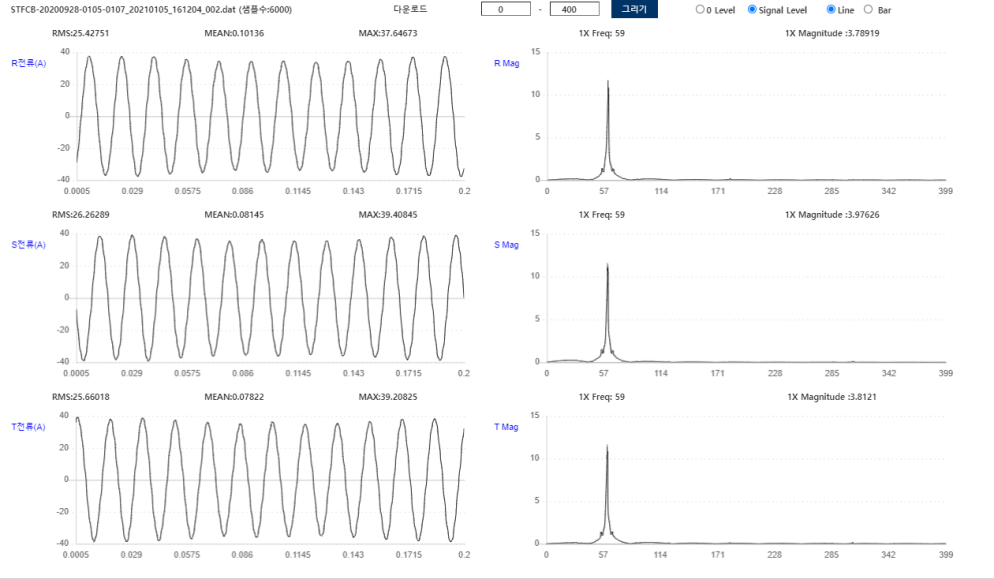 STFCB-20200928-0105-0107_20210105_161204_002.dat (샘플수:6000) 다운로드 0 - 400 그리기 0 Level Signal Level Line Bar
RMS:25.42751 MEAN:0.10136 MAX:37.64673 1X Freq: 59 1X Magnitude :3.78919
R전류(A) 40 20 0 -20 -40
0.0005 0.029 0.0575 0.086 0.1145 0.143 0.1715 0.2
R Mag 15 10 5 0
0 57 114 171 228 285 342 399
RMS:26.26289 MEAN:0.08145 MAX:39.40845 1X Freq: 59 1X Magnitude :3.97626
S전류(A) 40 20 0 -20 -40
0.0005 0.029 0.0575 0.086 0.1145 0.143 0.1715 0.2
S Mag 15 10 5 0
0 57 114 171 228 285 342 399
RMS:25.66018 MEAN:0.07822 MAX:39.20825 1X Freq: 59 1X Magnitude :3.8121
T전류(A) 40 20 0 -20 -40
0.0005 0.029 0.0575 0.086 0.1145 0.143 0.1715 0.2
T Mag 15 10 5 0
0 57 114 171 228 285 342 399